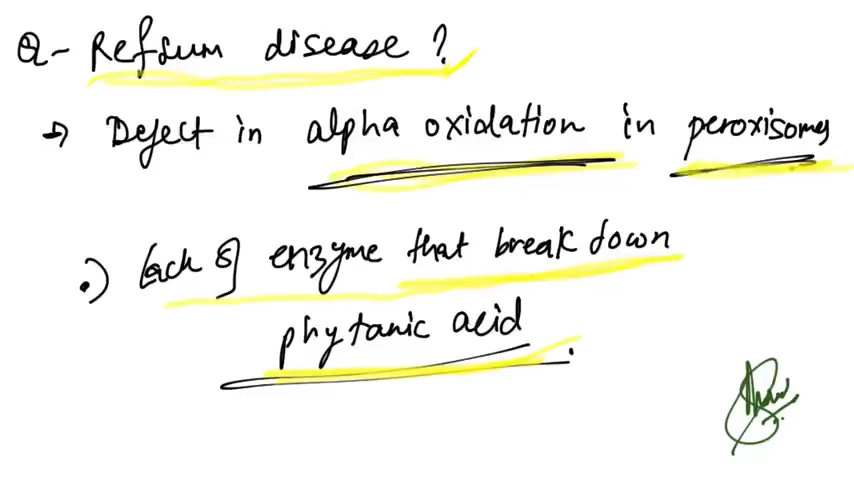 Q- Refsum disease?
→ Defect in alpha oxidation in peroxisomes
•) Lack of enzyme that break down
phytanic acid.